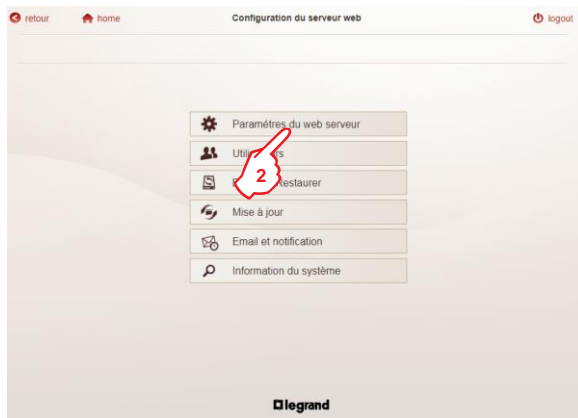 retour
home
Configuration du serveur web
logout
Paramétres du web serveur
2
Restaurer
Mise à jour
Email et notification
Information du système
legrand